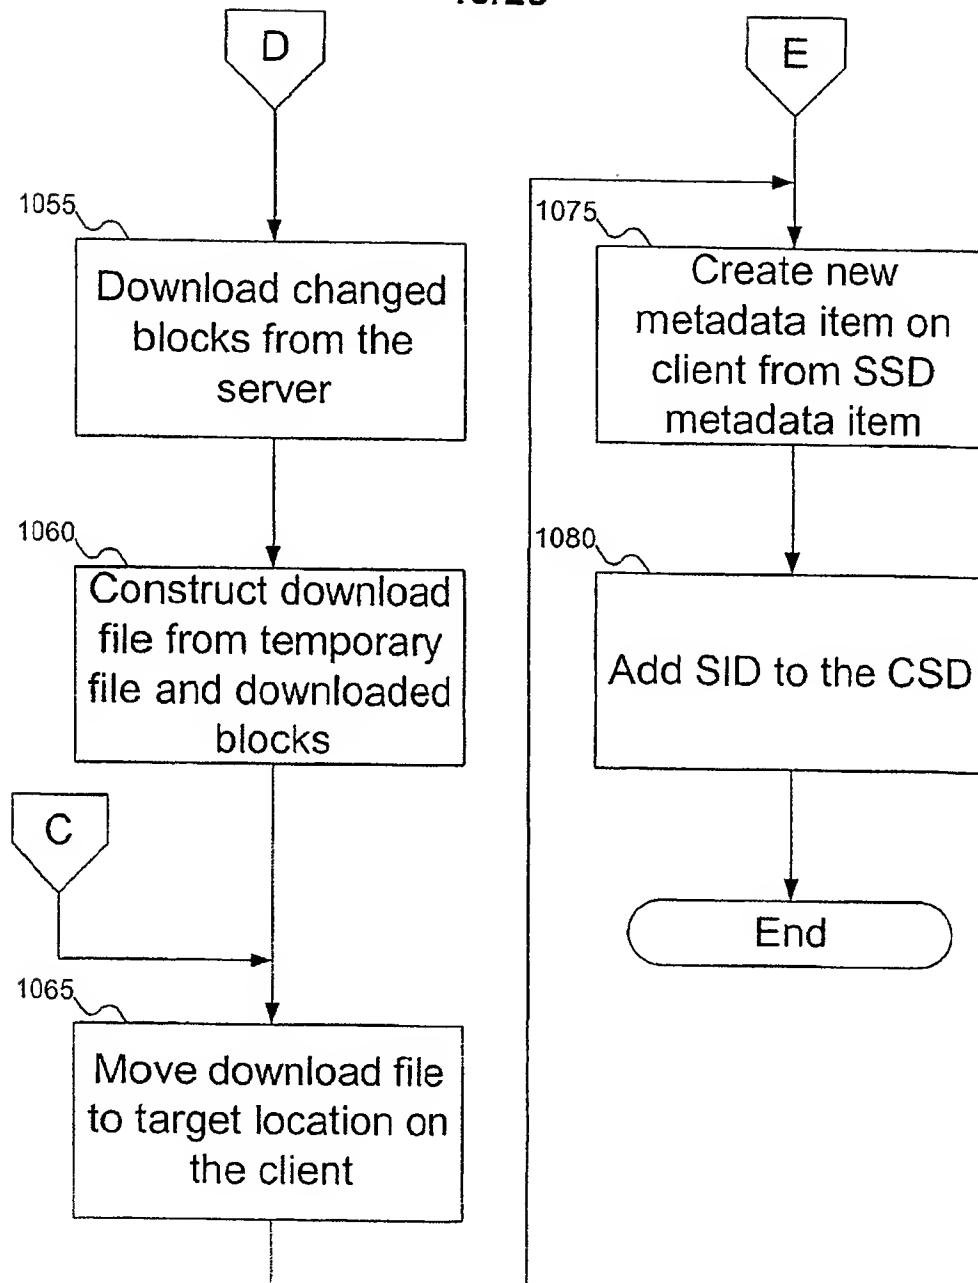 D
1055
Download changed
blocks from the
server
1060
Construct download
file from temporary
file and downloaded
blocks
C
1065
Move download file
to target location on
the client
E
1075
Create new
metadata item on
client from SSD
metadata item
1080
Add SID to the CSD
End